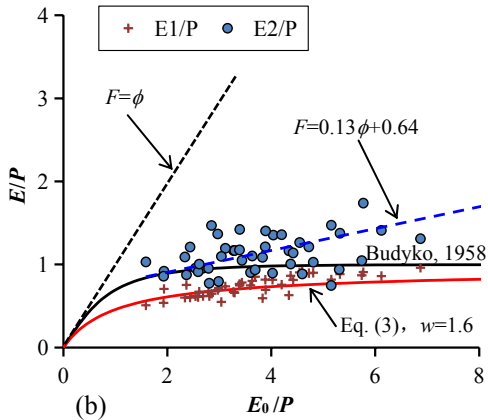 E1/P E2/P
4
3
2
1
0
E/P
F=ϕ
F=0.13ϕ+0.64
Budyko, 1958
Eq. (3), w=1.6
0 2 4 6 8
(b)
E₀/P